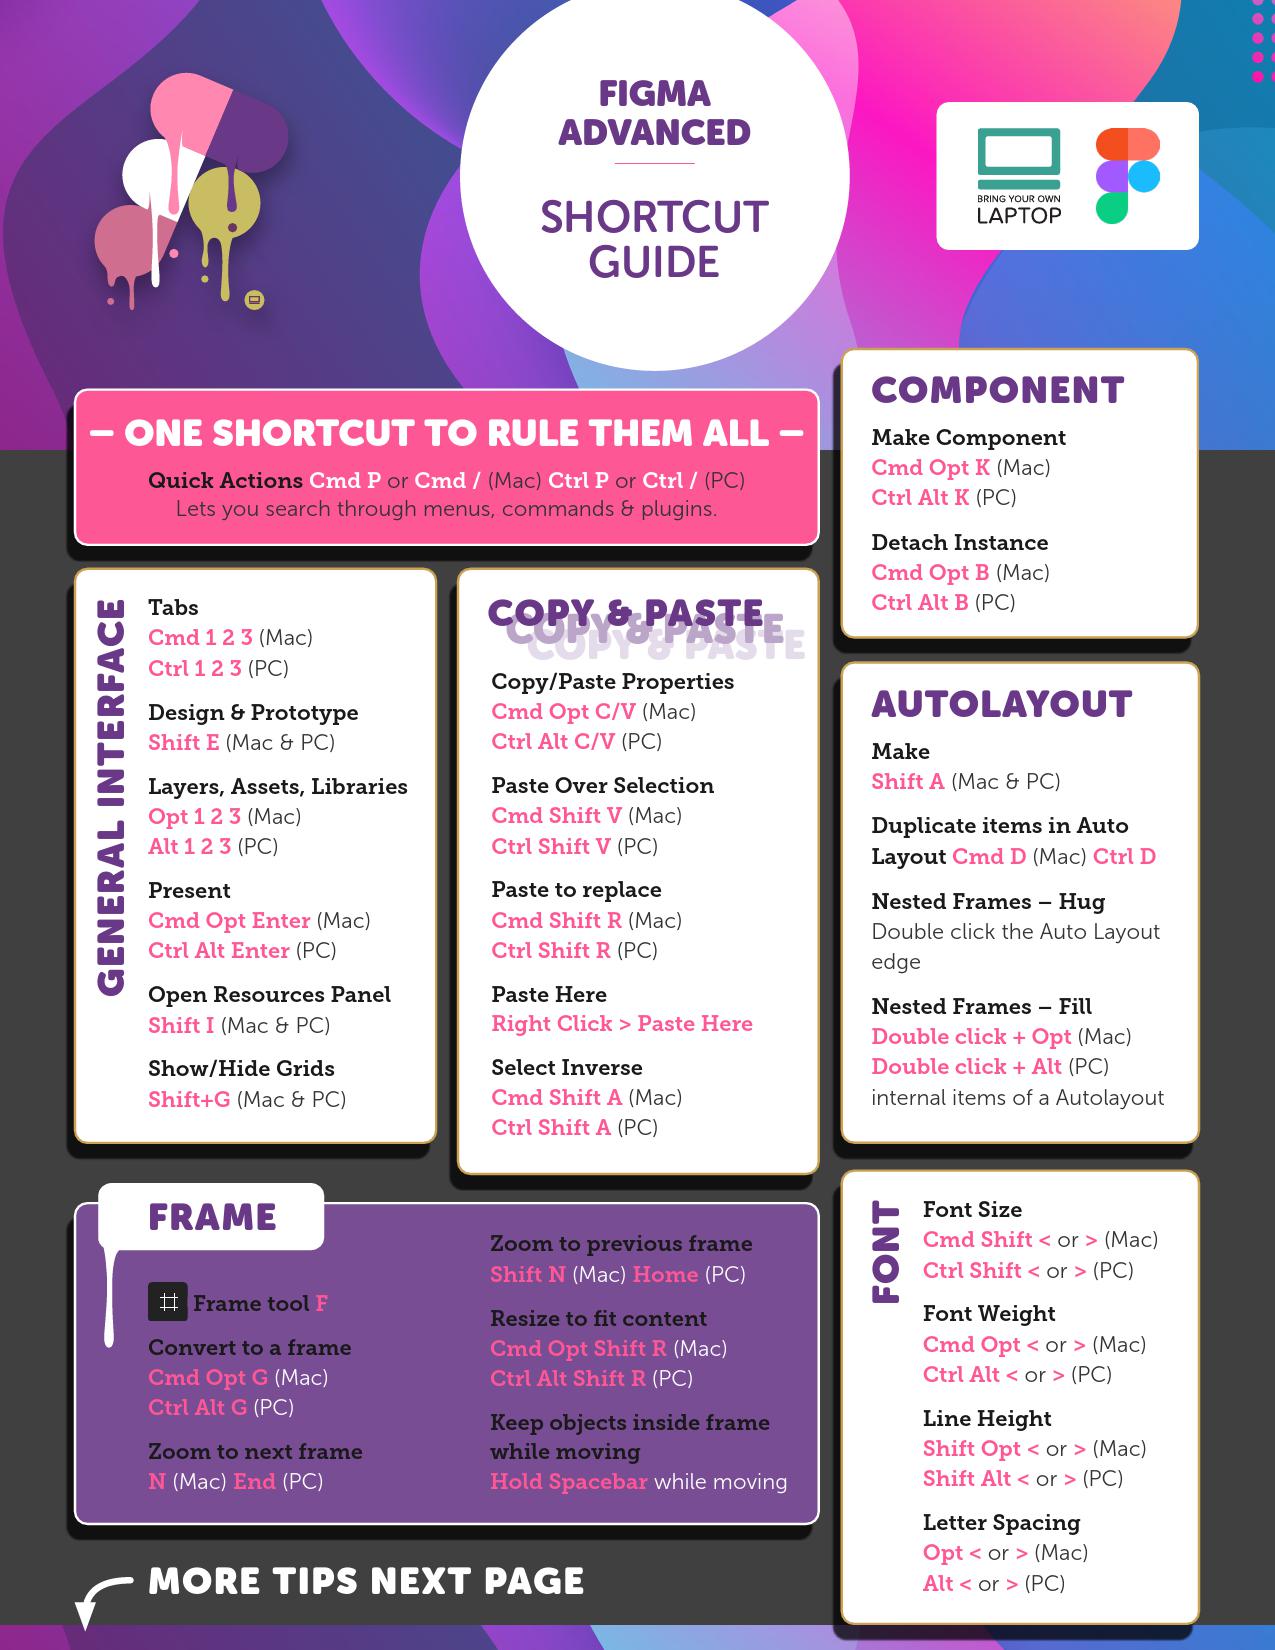 FIGMA
ADVANCED
SHORTCUT
GUIDE
BRING YOUR OWN
LAPTOP
– ONE SHORTCUT TO RULE THEM ALL –
Quick Actions Cmd P or Cmd / (Mac) Ctrl P or Ctrl / (PC)
Lets you search through menus, commands & plugins.
GENERAL INTERFACE
Tabs
Cmd 1 2 3 (Mac)
Ctrl 1 2 3 (PC)
Design & Prototype
Shift E (Mac & PC)
Layers, Assets, Libraries
Opt 1 2 3 (Mac)
Alt 1 2 3 (PC)
Present
Cmd Opt Enter (Mac)
Ctrl Alt Enter (PC)
Open Resources Panel
Shift I (Mac & PC)
Show/Hide Grids
Shift+G (Mac & PC)
COPY & PASTE
COPY & PASTE
COPY & PASTE
Copy/Paste Properties
Cmd Opt C/V (Mac)
Ctrl Alt C/V (PC)
Paste Over Selection
Cmd Shift V (Mac)
Ctrl Shift V (PC)
Paste to replace
Cmd Shift R (Mac)
Ctrl Shift R (PC)
Paste Here
Right Click > Paste Here
Select Inverse
Cmd Shift A (Mac)
Ctrl Shift A (PC)
COMPONENT
Make Component
Cmd Opt K (Mac)
Ctrl Alt K (PC)
Detach Instance
Cmd Opt B (Mac)
Ctrl Alt B (PC)
AUTOLAYOUT
Make
Shift A (Mac & PC)
Duplicate items in Auto
Layout Cmd D (Mac) Ctrl D
Nested Frames – Hug
Double click the Auto Layout
edge
Nested Frames – Fill
Double click + Opt (Mac)
Double click + Alt (PC)
internal items of a Autolayout
FRAME
Frame tool F
Convert to a frame
Cmd Opt G (Mac)
Ctrl Alt G (PC)
Zoom to next frame
N (Mac) End (PC)
Zoom to previous frame
Shift N (Mac) Home (PC)
Resize to fit content
Cmd Opt Shift R (Mac)
Ctrl Alt Shift R (PC)
Keep objects inside frame
while moving
Hold Spacebar while moving
FONT
Font Size
Cmd Shift < or > (Mac)
Ctrl Shift < or > (PC)
Font Weight
Cmd Opt < or > (Mac)
Ctrl Alt < or > (PC)
Line Height
Shift Opt < or > (Mac)
Shift Alt < or > (PC)
Letter Spacing
Opt < or > (Mac)
Alt < or > (PC)
MORE TIPS NEXT PAGE